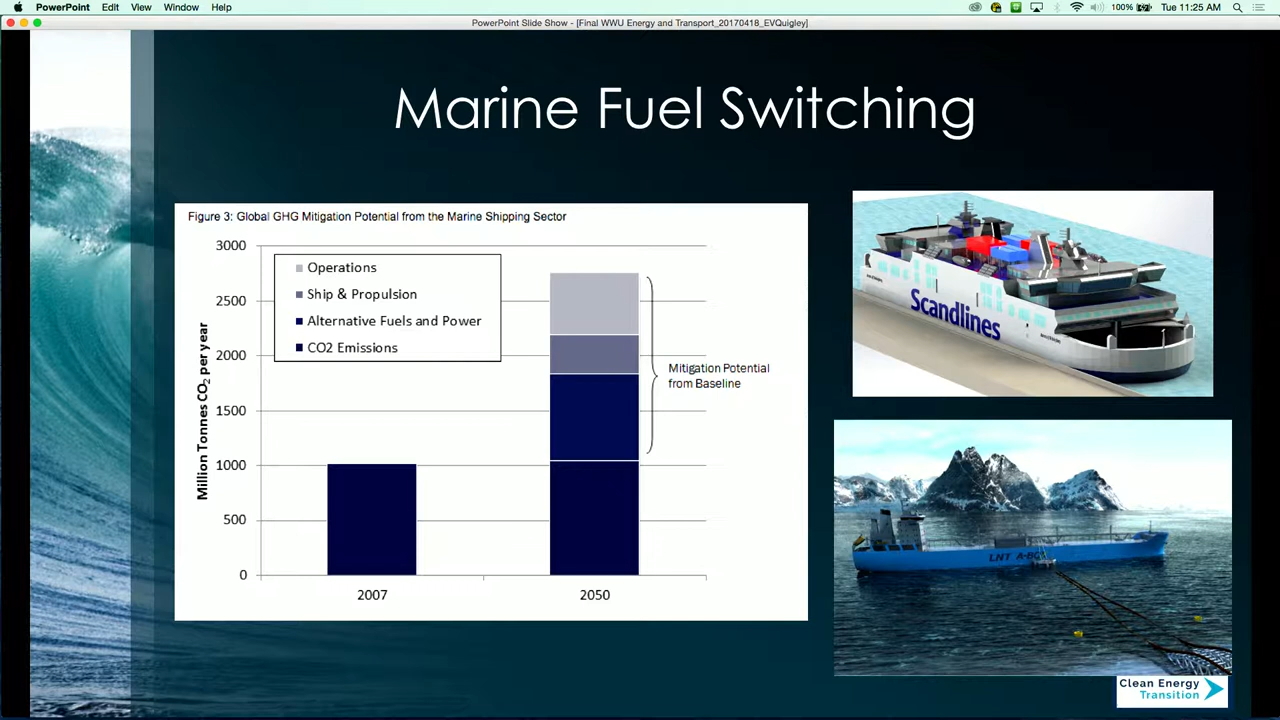 PowerPoint Edit View Window Help
100% Tue 11:25 AM
PowerPoint Slide Show - [Final WWU Energy and Transport_20170418_EVQuigley]
Marine Fuel Switching
Figure 3: Global GHG Mitigation Potential from the Marine Shipping Sector
Million Tonnes CO2 per year
3000
2500
2000
1500
1000
500
0
Operations
Ship & Propulsion
Alternative Fuels and Power
CO2 Emissions
Mitigation Potential
from Baseline
2007
2050
Scandlines
LNT
Clean Energy
Transition